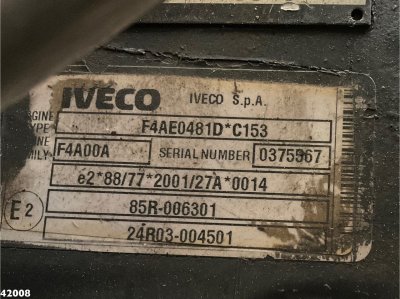 IVECO IVECO S.p.A.
ENGINE TYPE F4AE0481D*C153
FAMILY F4A00A SERIAL NUMBER 0375567
e2*88/77*2001/27A*0014
E2 85R-006301
24R03-004501
42008